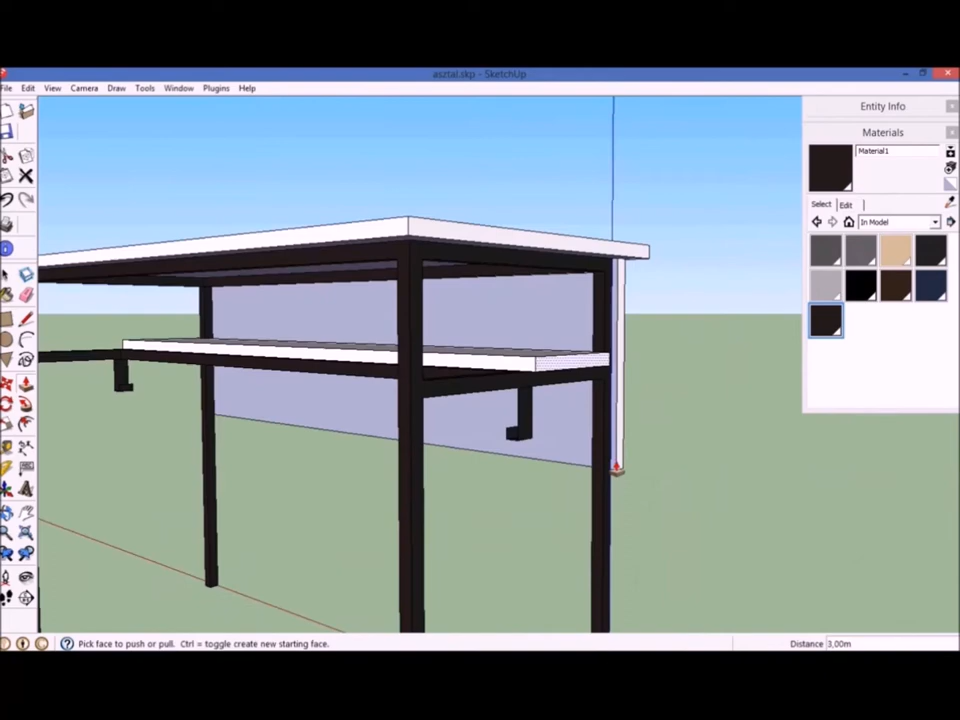 asztal.skp - SketchUp
File Edit View Camera Draw Tools Window Plugins Help
Entity Info
Materials
Material1
Select Edit
In Model
Pick face to push or pull. Ctrl = toggle create new starting face.
Distance 3,00m